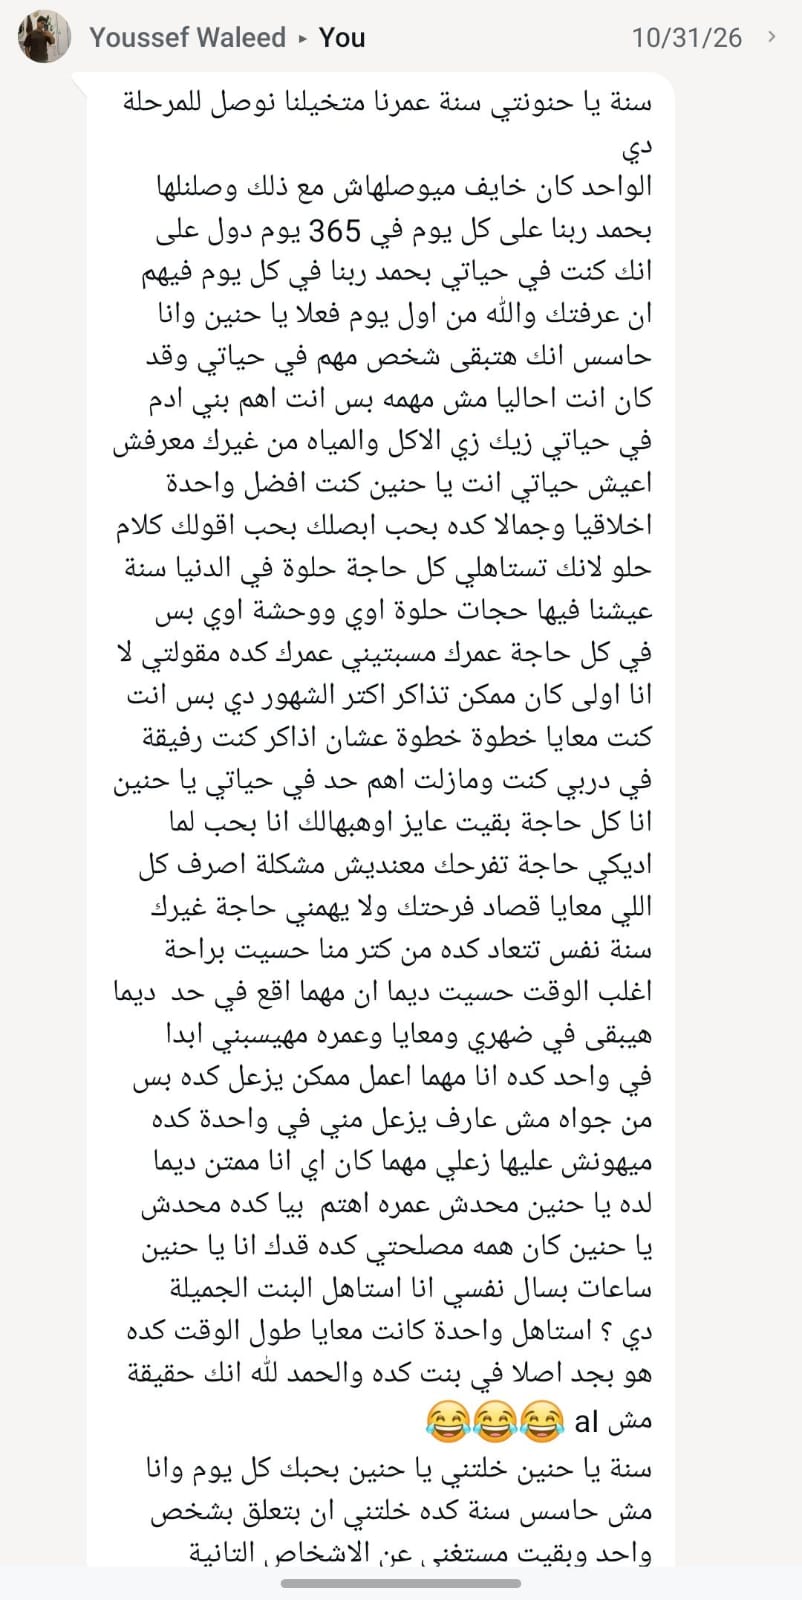 Youssef Waleed ▸ You 10/31/26 >
سنة يا حنونتي سنة عمرنا متخيلنا نوصل للمرحلة
دي
الواحد كان خايف ميوصلهاش مع ذلك وصلنلها
بحمد ربنا على كل يوم في 365 يوم دول على
انك كنت في حياتي بحمد ربنا في كل يوم فيهم
ان عرفتك والله من اول يوم فعلا يا حنين وانا
حاسس انك هتبقى شخص مهم في حياتي وقد
كان انت احاليا مش مهمه بس انت اهم بني ادم
في حياتي زيك زي الاكل والمياه من غيرك معرفش
اعيش حياتي انت يا حنين كنت افضل واحدة
اخلاقيا وجمالا كده بحب ابصلك بحب اقولك كلام
حلو لانك تستاهلي كل حاجة حلوة في الدنيا سنة
عيشنا فيها حجات حلوة اوي ووحشة اوي بس
في كل حاجة عمرك مسبتيني عمرك كده مقولتي لا
انا اولى كان ممكن تذاكر اكتر الشهور دي بس انت
كنت معايا خطوة خطوة عشان اذاكر كنت رفيقة
في دربي كنت ومازلت اهم حد في حياتي يا حنين
انا كل حاجة بقيت عايز اوهبهالك انا بحب لما
اديكي حاجة تفرحك معنديش مشكلة اصرف كل
اللي معايا قصاد فرحتك ولا يهمني حاجة غيرك
سنة نفس تتعاد كده من كتر منا حسيت براحة
اغلب الوقت حسيت ديما ان مهما اقع في حد ديما
هيبقى في ضهري ومعايا وعمره مهيسبني ابدا
في واحد كده انا مهما اعمل ممكن يزعل كده بس
من جواه مش عارف يزعل مني في واحدة كده
ميهونش عليها زعلي مهما كان اي انا ممتن ديما
لده يا حنين محدش عمره اهتم بيا كده محدش
يا حنين كان همه مصلحتي كده قدك انا يا حنين
ساعات بسال نفسي انا استاهل البنت الجميلة
دي ؟ استاهل واحدة كانت معايا طول الوقت كده
هو بجد اصلا في بنت كده والحمد لله انك حقيقة
مش al 😂😂😂
سنة يا حنين خلتني يا حنين بحبك كل يوم وانا
مش حاسس سنة كده خلتني ان بتعلق بشخص
واحد وبقيت مستغني عن الاشخاص التانية